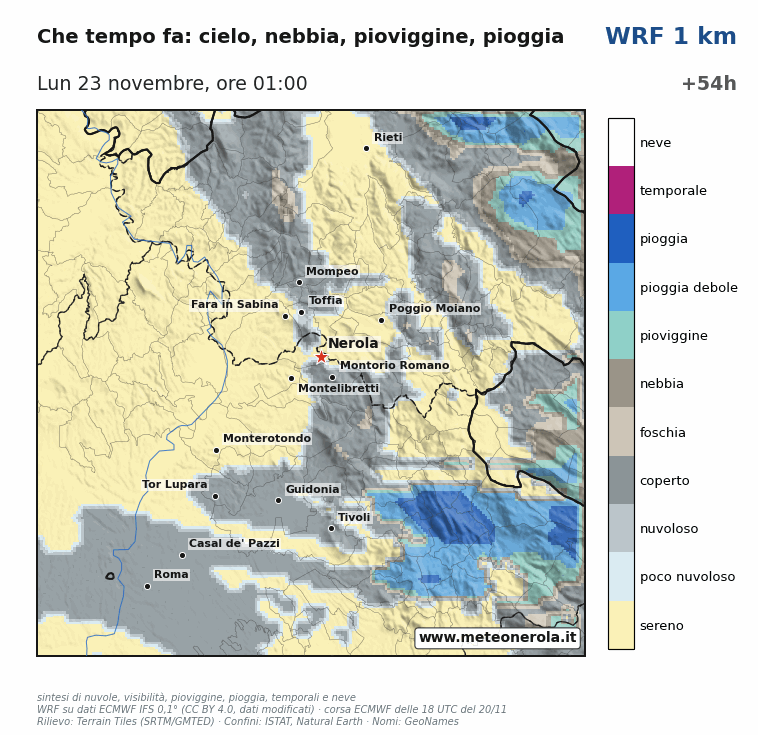 Che tempo fa: cielo, nebbia, pioviggine, pioggia
WRF 1 km
Lun 23 novembre, ore 01:00
+54h
Rieti
Mompeo
Toffia
Fara in Sabina
Poggio Moiano
Nerola
Montorio Romano
Montelibretti
Monterotondo
Tor Lupara
Guidonia
Tivoli
Casal de' Pazzi
Roma
www.meteonerola.it
neve
temporale
pioggia
pioggia debole
pioviggine
nebbia
foschia
coperto
nuvoloso
poco nuvoloso
sereno
sintesi di nuvole, visibilità, pioviggine, pioggia, temporali e neve
WRF su dati ECMWF IFS 0,1° (CC BY 4.0, dati modificati) · corsa ECMWF delle 18 UTC del 20/11
Rilievo: Terrain Tiles (SRTM/GMTED) · Confini: ISTAT, Natural Earth · Nomi: GeoNames